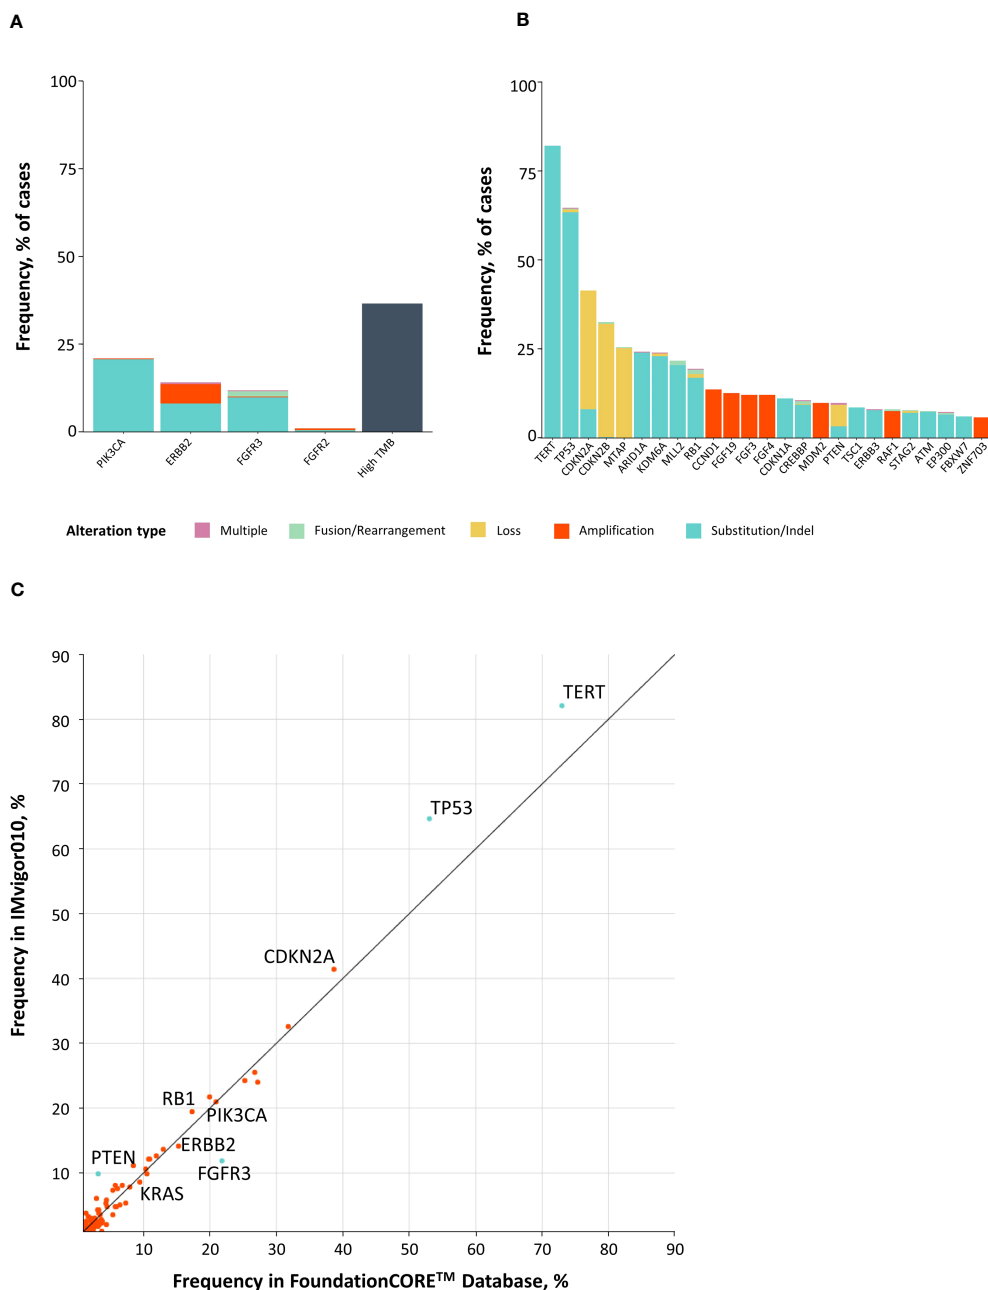 A
B
Frequency, % of cases
100
75
50
25
0
PIK3CA
ERBB2
FGFR3
FGFR2
High TMB
Frequency, % of cases
100
75
50
25
0
TERT
TP53
CDKN2A
CDKN2B
MTAP
ARID1A
KDM6A
MLL2
RB1
CCND1
FGF19
FGF3
FGF4
CDKN1A
CREBBP
MDM2
PTEN
TSC1
ERBB3
RAF1
STAG2
ATM
EP300
FBXW7
ZNF703
Alteration type Multiple Fusion/Rearrangement Loss Amplification Substitution/Indel
C
Frequency in IMvigor010, %
90
80
70
60
50
40
30
20
10
TERT
TP53
CDKN2A
RB1
PIK3CA
ERBB2
PTEN
FGFR3
KRAS
10 20 30 40 50 60 70 80 90
Frequency in FoundationCORE™ Database, %